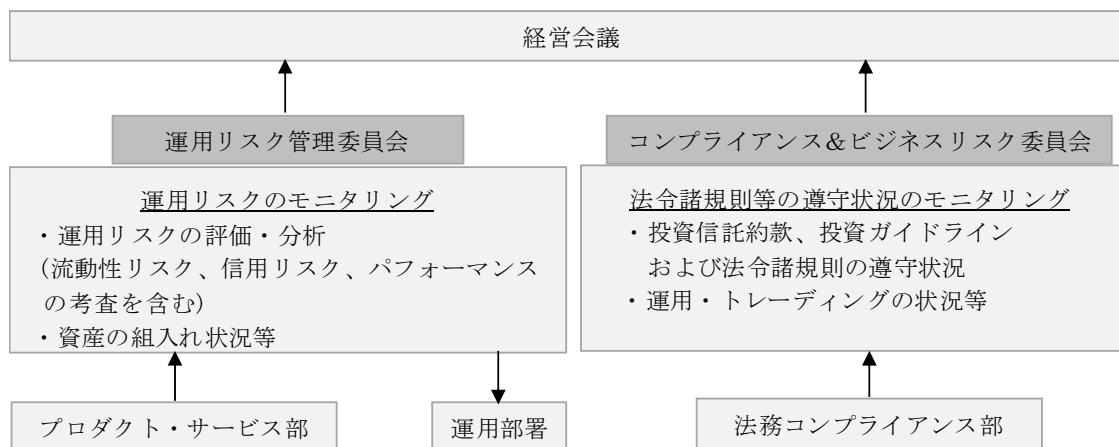 経営会議
運用リスク管理委員会
運用リスクのモニタリング
・運用リスクの評価・分析
（流動性リスク、信用リスク、パフォーマンス
の考査を含む）
・資産の組入れ状況等
プロダクト・サービス部
運用部署
コンプライアンス＆ビジネスリスク委員会
法令諸規則等の遵守状況のモニタリング
・投資信託約款、投資ガイドライン
および法令諸規則の遵守状況
・運用・トレーディングの状況等
法務コンプライアンス部